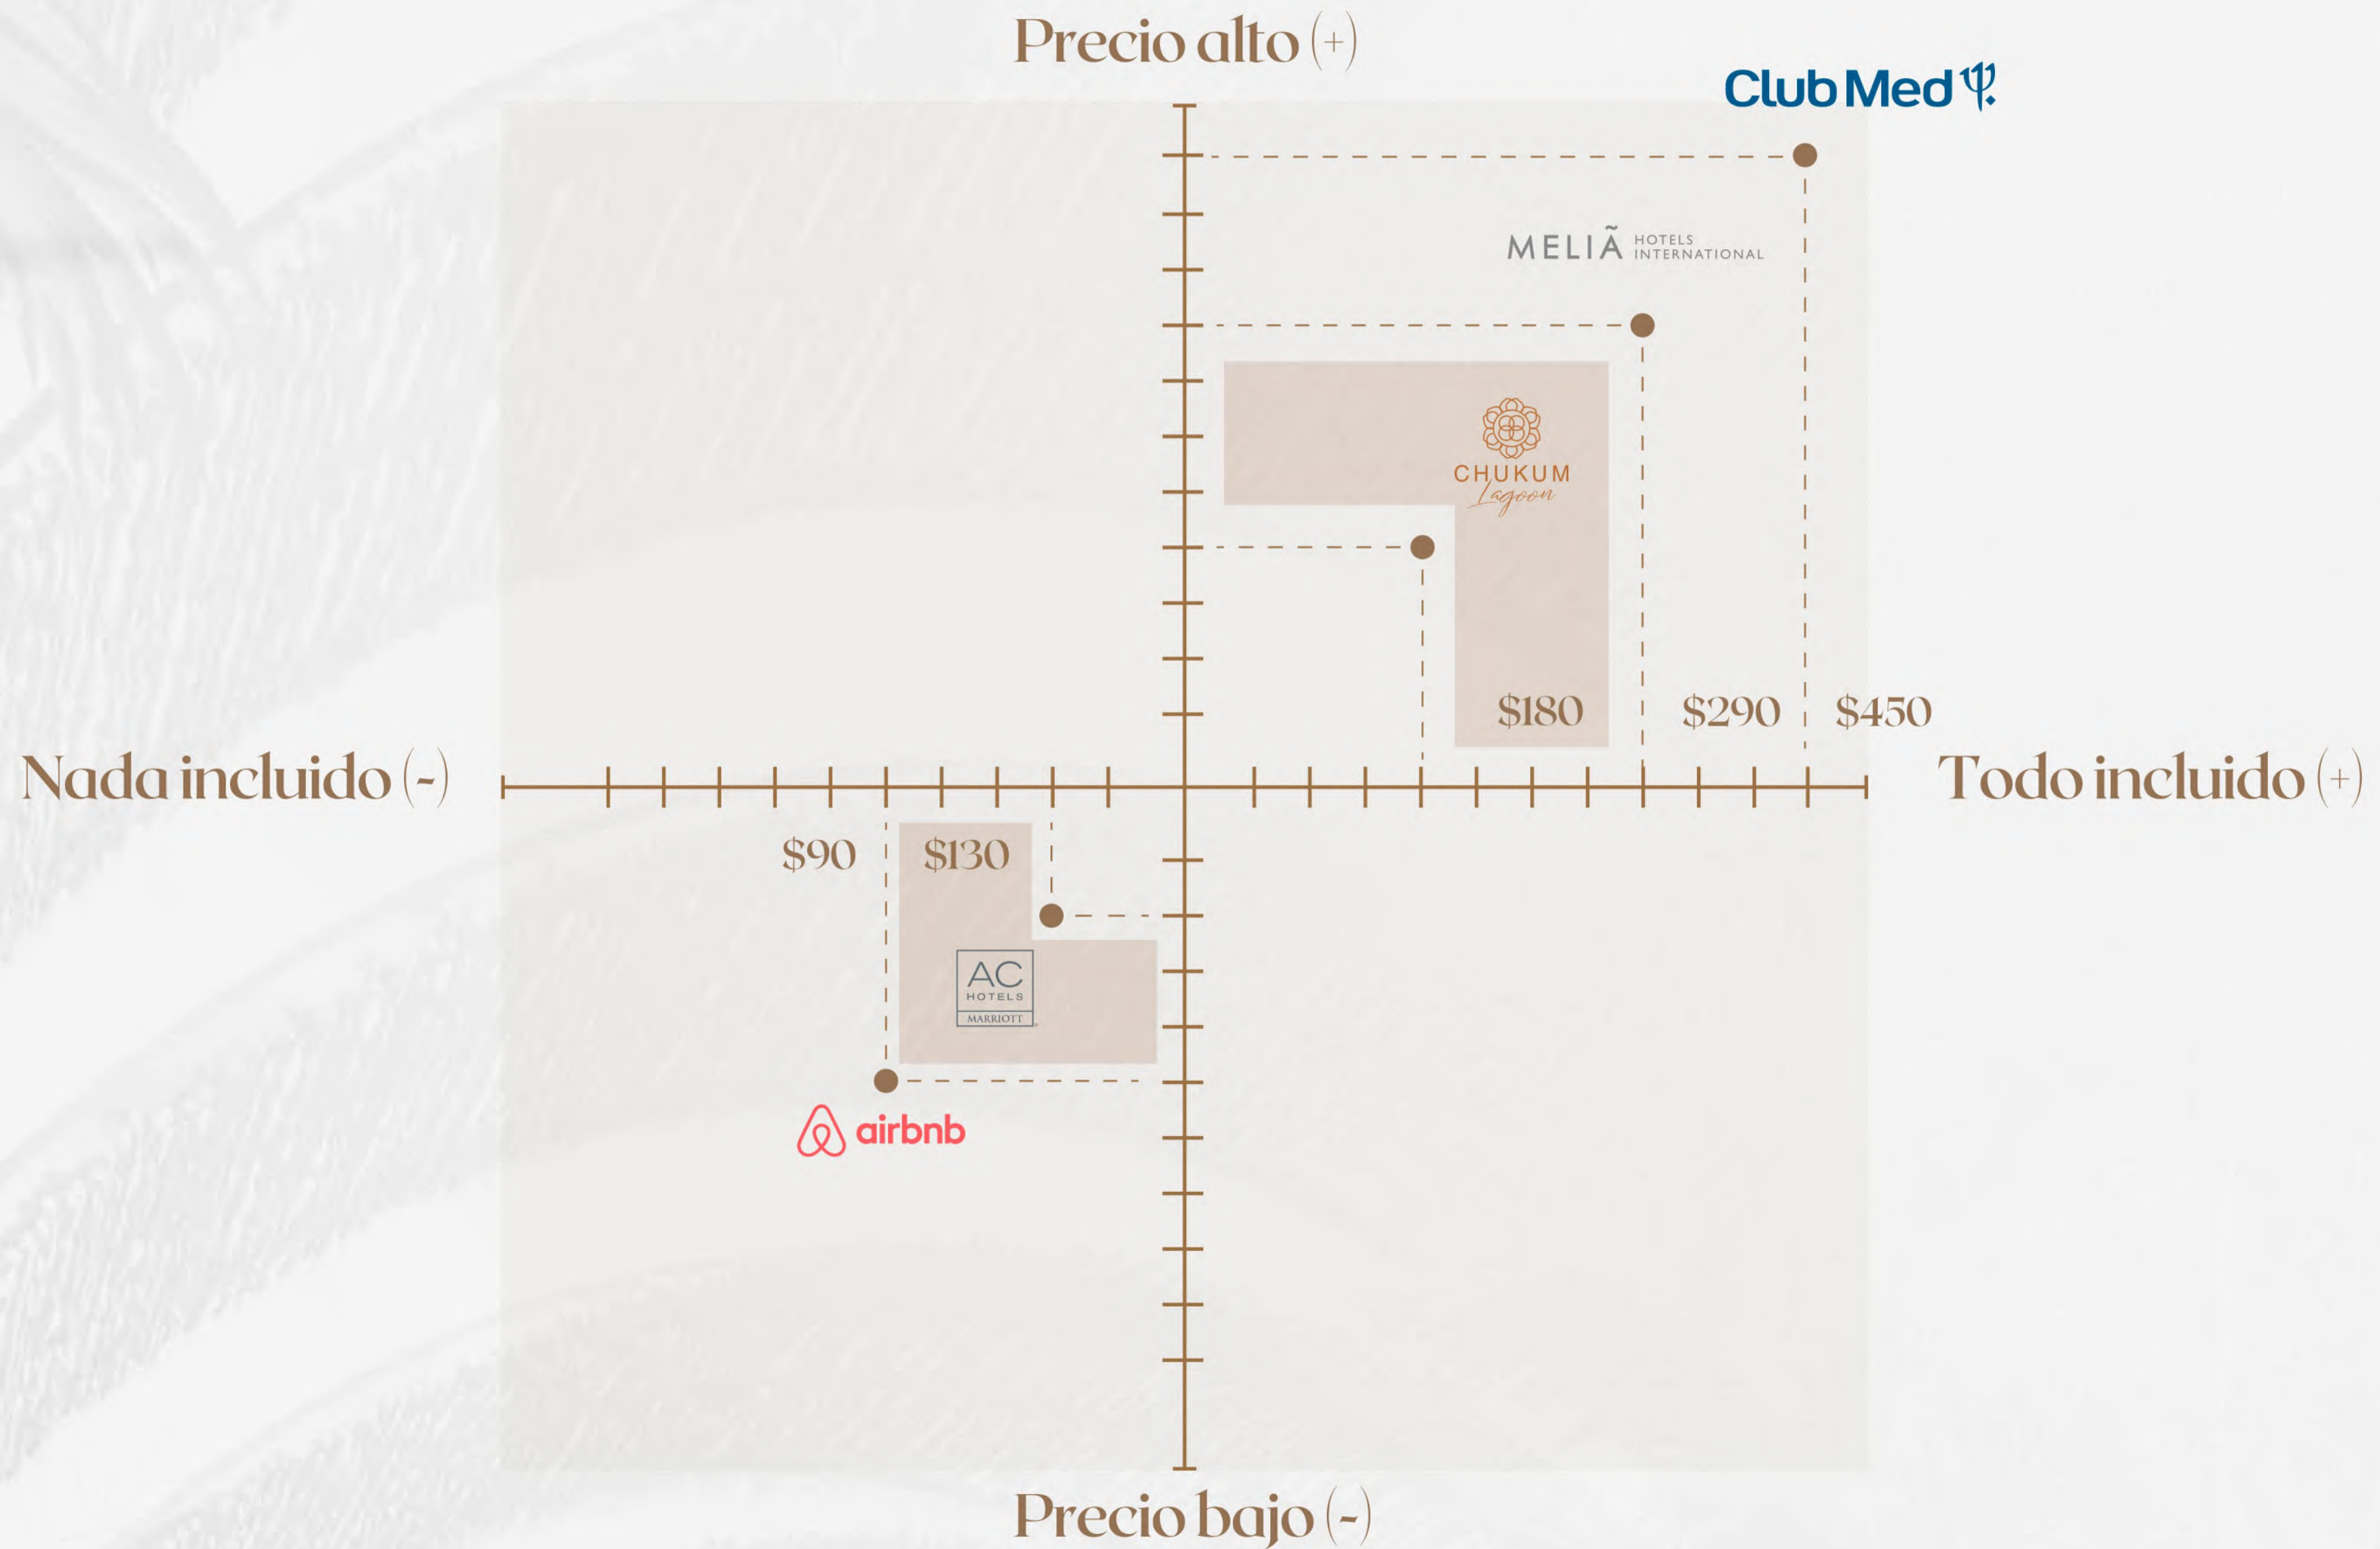 Precio alto (+)
Club Med
MELIÃ HOTELS
INTERNATIONAL
CHUKUM
Lagoon
$180
$290
$450
Nada incluido (-)
Todo incluido (+)
$90
$130
AC
HOTELS
MARRIOTT
airbnb
Precio bajo (-)